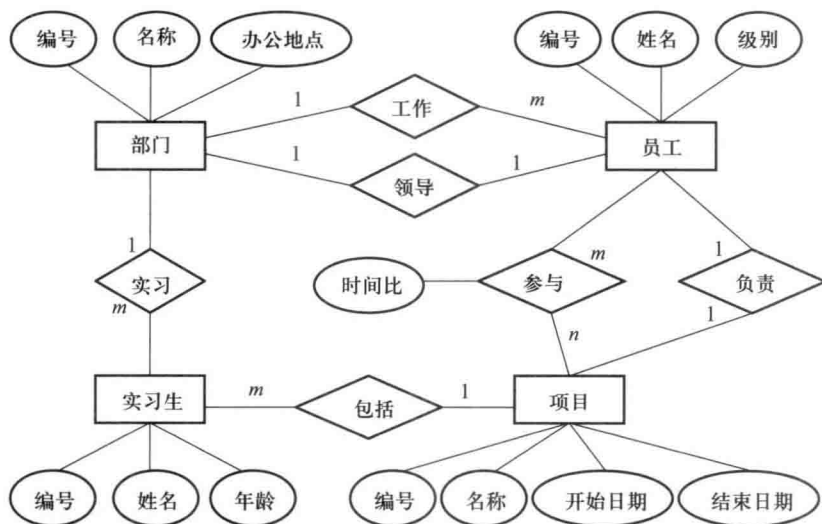 编号 名称 办公地点 编号 姓名 级别
1 工作 m
部门 员工
1 领导 1
1 m 1
实习 时间比 参与 负责
m n 1
实习生 m 包括 1 项目
编号 姓名 年龄 编号 名称 开始日期 结束日期